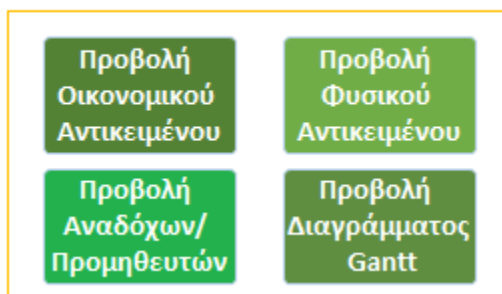 Προβολή
Οικονομικού
Αντικειμένου
Προβολή
Φυσικού
Αντικειμένου
Προβολή
Αναδόχων/
Προμηθευτών
Προβολή
Διαγράμματος
Gantt